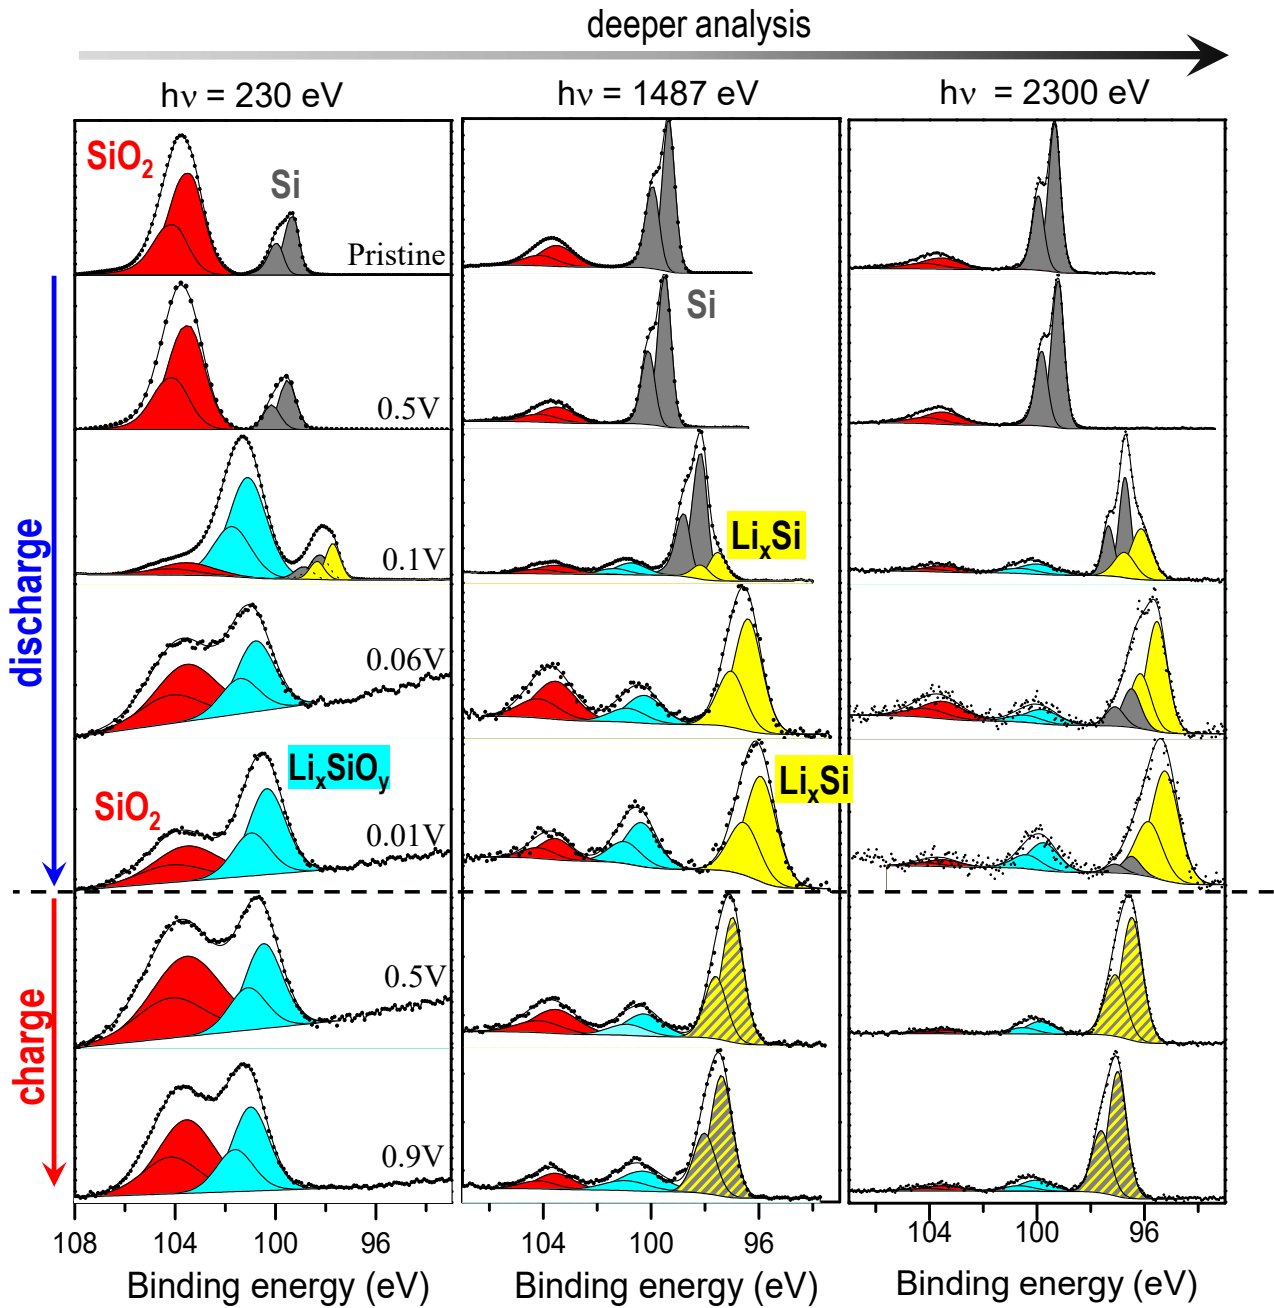 deeper analysis
hν = 230 eV
hν = 1487 eV
hν = 2300 eV
SiO₂
Si
Pristine
Si
0.5V
0.1V
LiₓSi
discharge
0.06V
LiₓSiOᵧ
SiO₂
0.01V
LiₓSi
charge
0.5V
0.9V
108 104 100 96
104 100 96
104 100 96
Binding energy (eV)
Binding energy (eV)
Binding energy (eV)